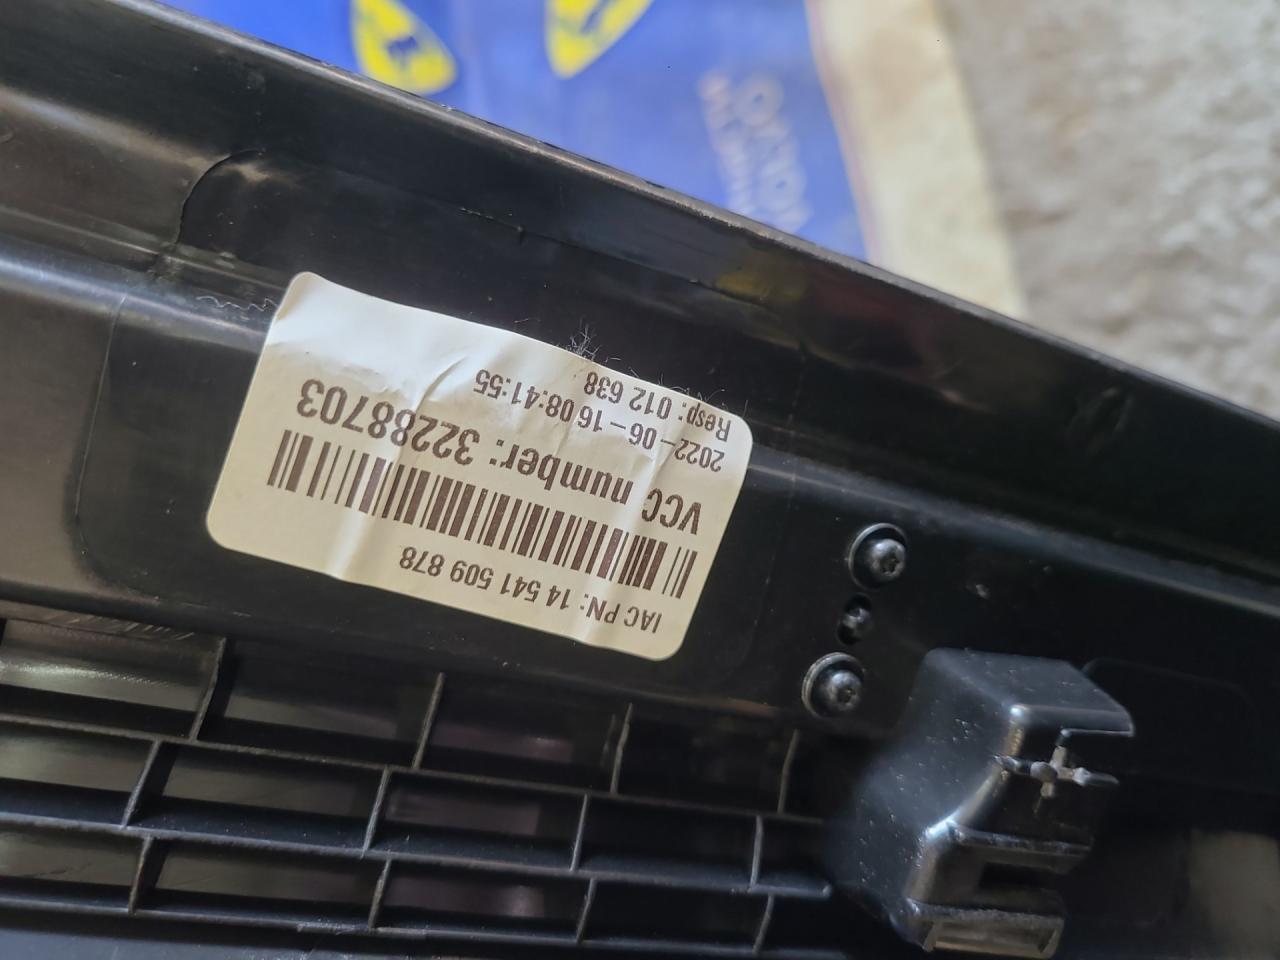 IAC PN: 14 541 509 878
VCC number: 32288703
2022-06-16 08:41:55
Resp: 012 638